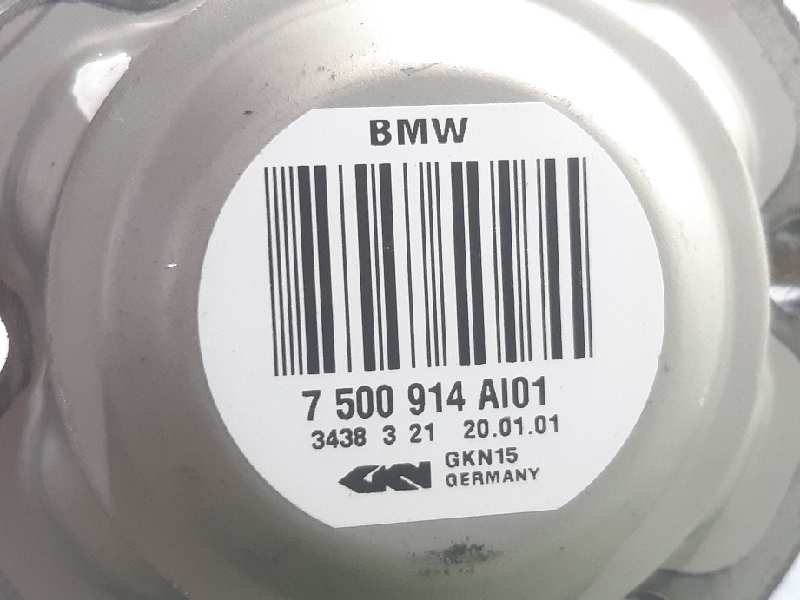 BMW
7 500 914 AI01
3438 3 21 20.01.01
GKN GKN15
GERMANY